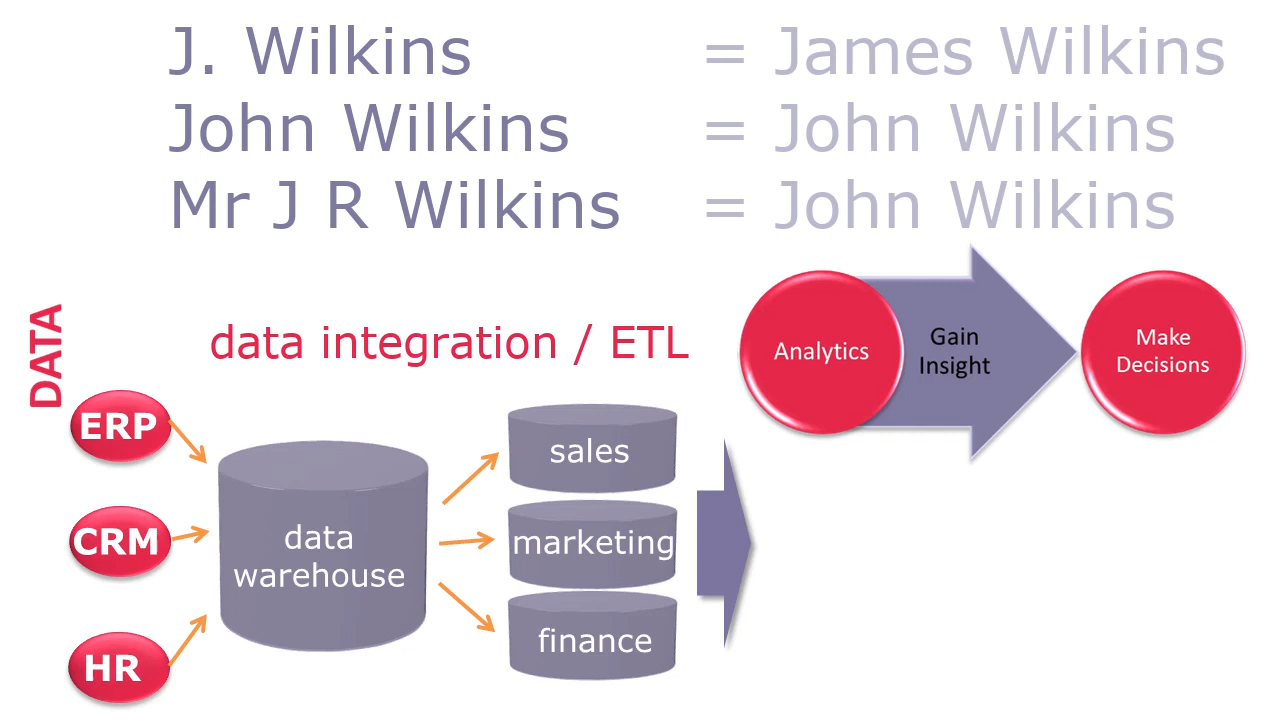 J. Wilkins = James Wilkins
John Wilkins = John Wilkins
Mr J R Wilkins = John Wilkins
DATA
data integration / ETL
Analytics
Gain
Insight
Make
Decisions
ERP
CRM
HR
data
warehouse
sales
marketing
finance